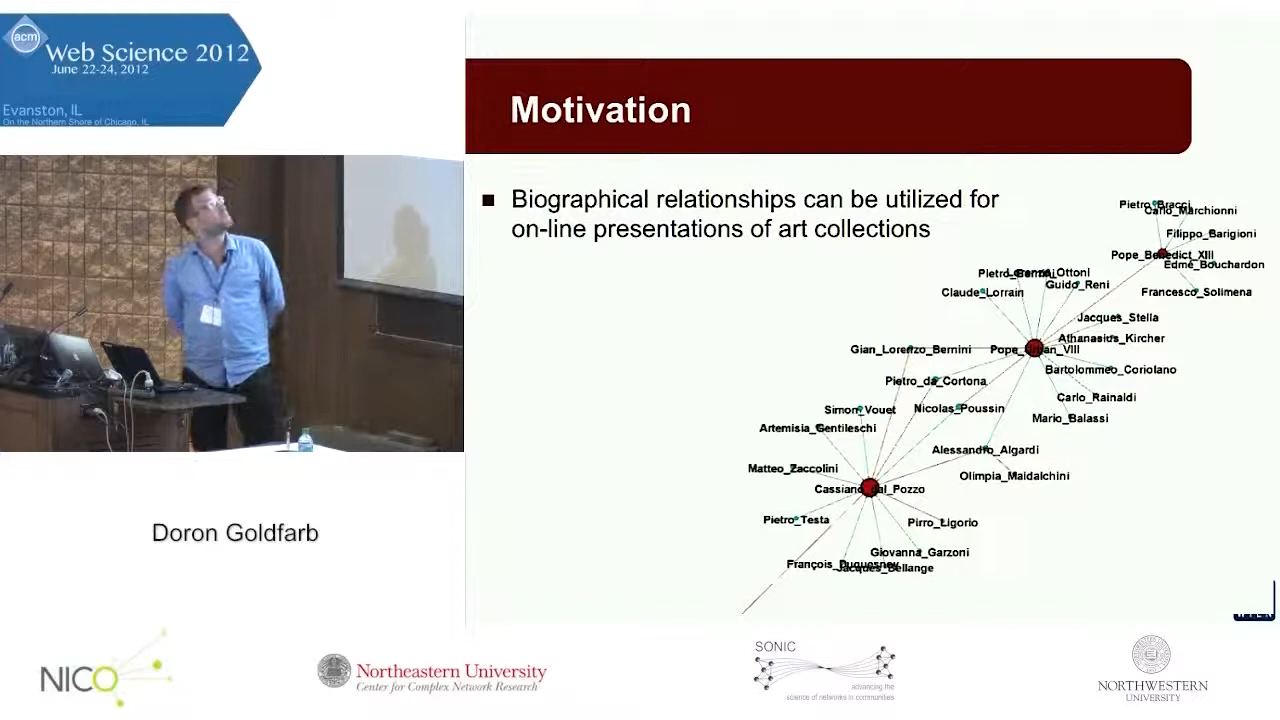 acm
Web Science 2012
June 22-24, 2012
Evanston, IL
On the Northern Shore of Chicago, IL
Motivation
Biographical relationships can be utilized for
on-line presentations of art collections
Pietro_Bracci
Carlo_Marchionni
Filippo_Barigioni
Pope_Benedict_XIII
Edmé_Bouchardon
Francesco_Solimena
Ottoni
Claude_Lorrain
Guido_Reni
Jacques_Stella
Athanasius_Kircher
Gian_Lorenzo_Bernini
Pope_Urban_VIII
Bartolommeo_Coriolano
Pietro_da_Cortona
Carlo_Rainaldi
Simon_Vouet
Nicolas_Poussin
Mario_Balassi
Artemisia_Gentileschi
Alessandro_Algardi
Matteo_Zaccolini
Olimpia_Maidalchini
Cassiano_dal_Pozzo
Pietro_Testa
Pirro_Ligorio
Giovanna_Garzoni
François_Duquesnoy
Jacques_Bellange
Doron Goldfarb
NICO
Northeastern University
Center for Complex Network Research
SONIC
advancing the
science of networks in communities
NORTHWESTERN
UNIVERSITY